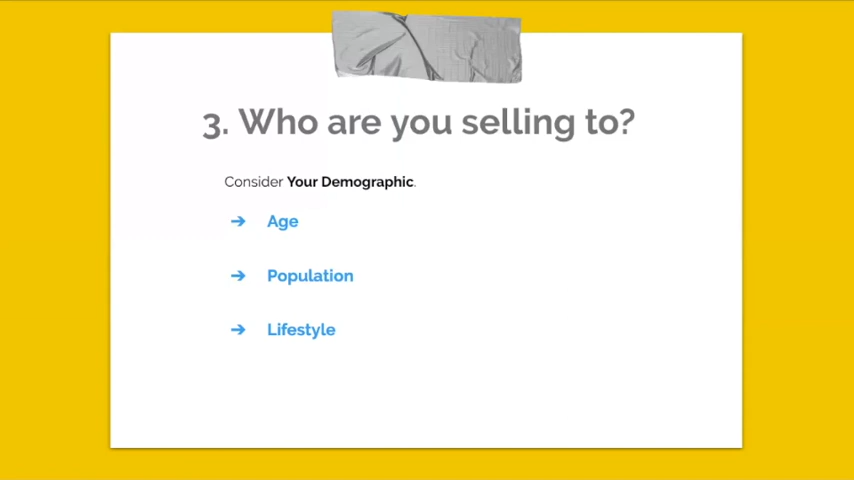 3. Who are you selling to?
Consider Your Demographic.
➔ Age
➔ Population
➔ Lifestyle